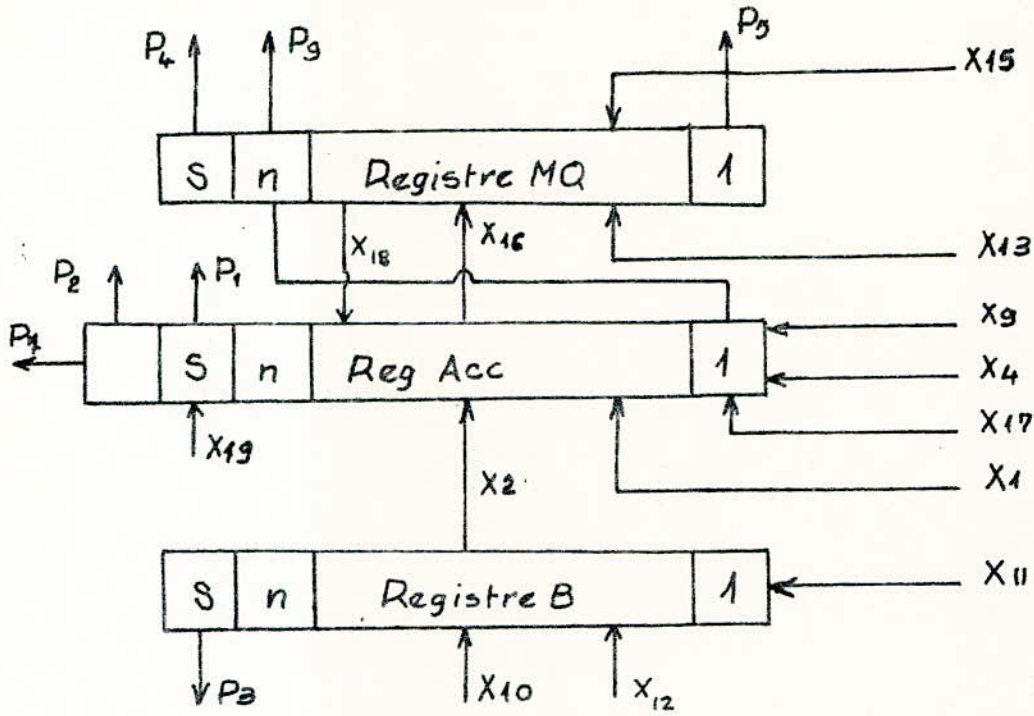 P4 P9 P5
X15
S n Registre MQ 1
X18 X16
X13
P2 P1
X9
S n Reg Acc 1
X4
X19
X17
X2
X1
S n Registre B 1
X11
P3 X10 X12